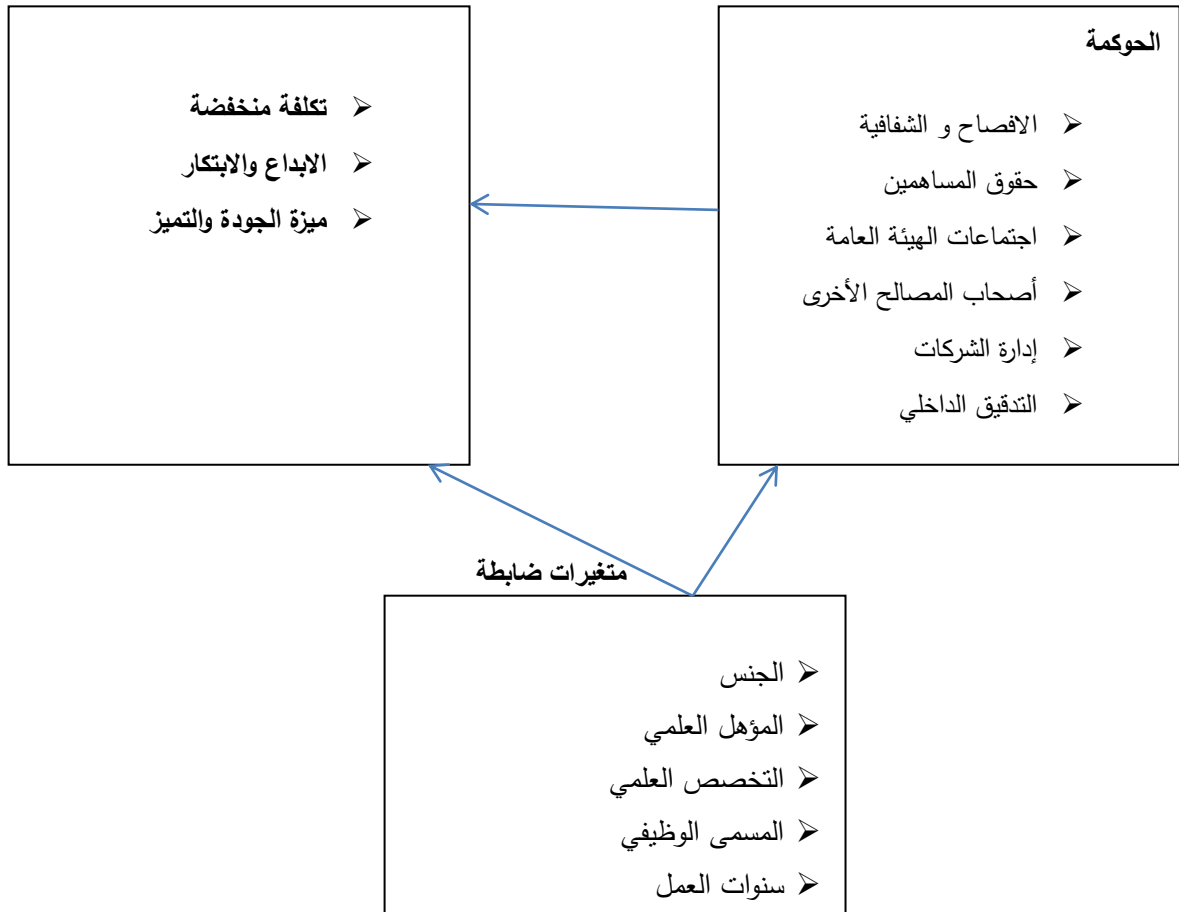 الحوكمة
الافصاح و الشفافية
حقوق المساهمين
اجتماعات الهيئة العامة
أصحاب المصالح الأخرى
إدارة الشركات
التدقيق الداخلي
تكلفة منخفضة
الابداع والابتكار
ميزة الجودة والتميز
متغيرات ضابطة
الجنس
المؤهل العلمي
التخصص العلمي
المسمى الوظيفي
سنوات العمل